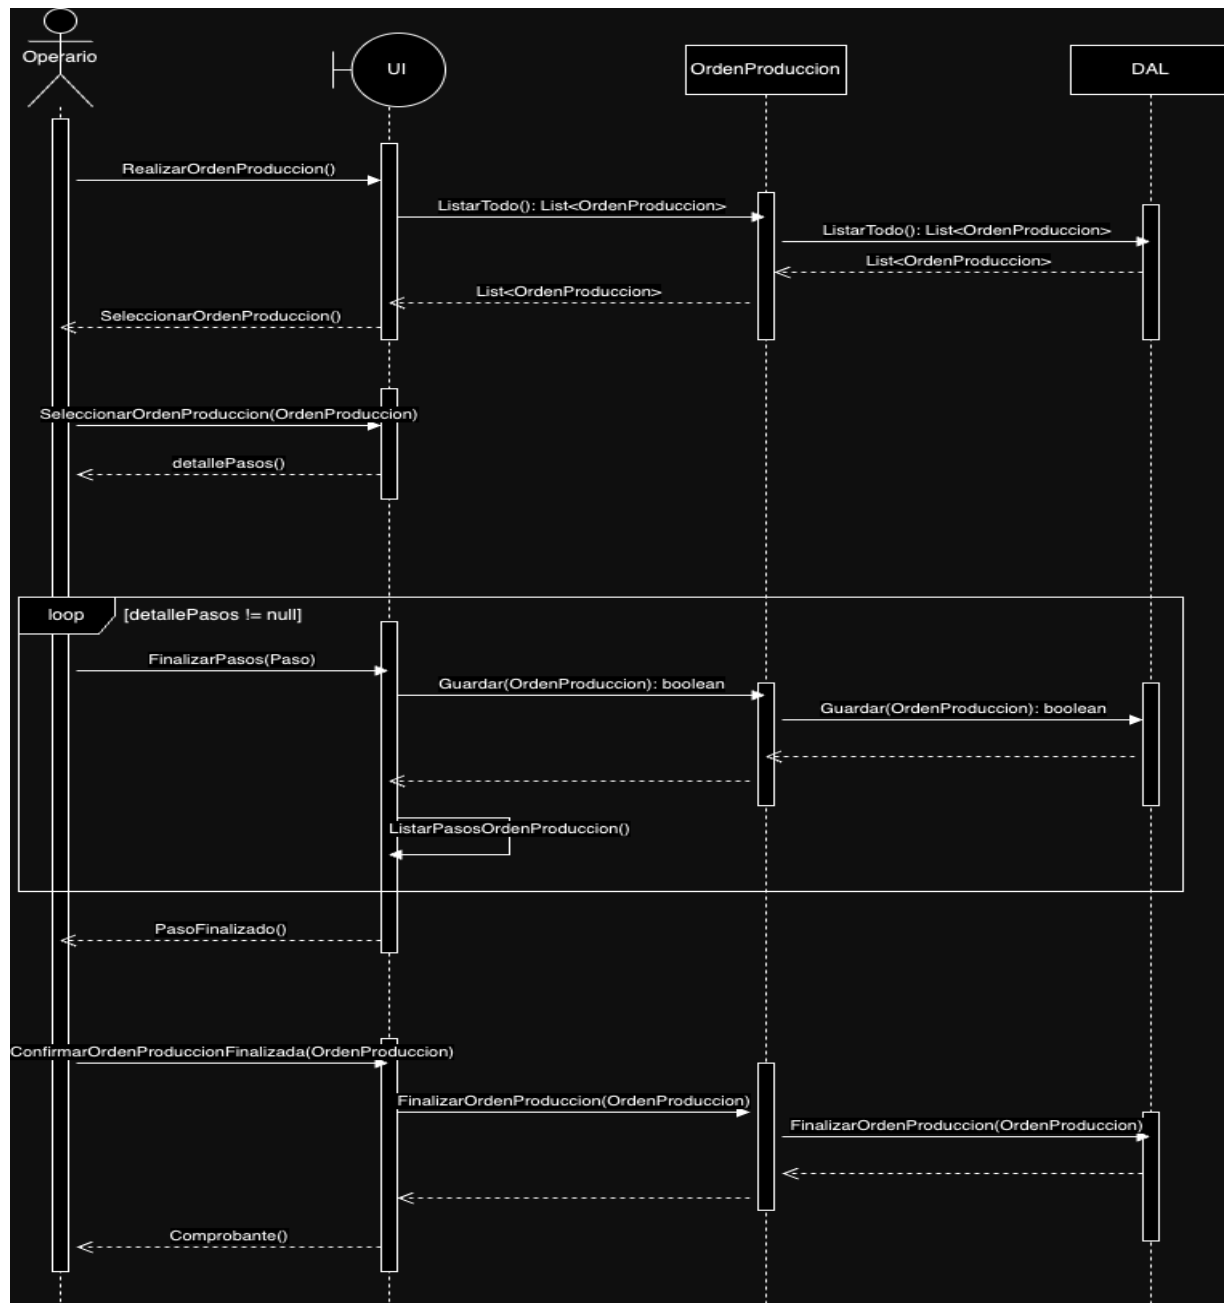 Operario
UI
OrdenProduccion
DAL
RealizarOrdenProduccion()
ListarTodo(): List<OrdenProduccion>
ListarTodo(): List<OrdenProduccion>
List<OrdenProduccion>
List<OrdenProduccion>
SeleccionarOrdenProduccion()
SeleccionarOrdenProduccion(OrdenProduccion)
detallePasos()
loop
[detallePasos != null]
FinalizarPasos(Paso)
Guardar(OrdenProduccion): boolean
Guardar(OrdenProduccion): boolean
ListarPasosOrdenProduccion()
PasoFinalizado()
ConfirmarOrdenProduccionFinalizada(OrdenProduccion)
FinalizarOrdenProduccion(OrdenProduccion)
FinalizarOrdenProduccion(OrdenProduccion)
Comprobante()